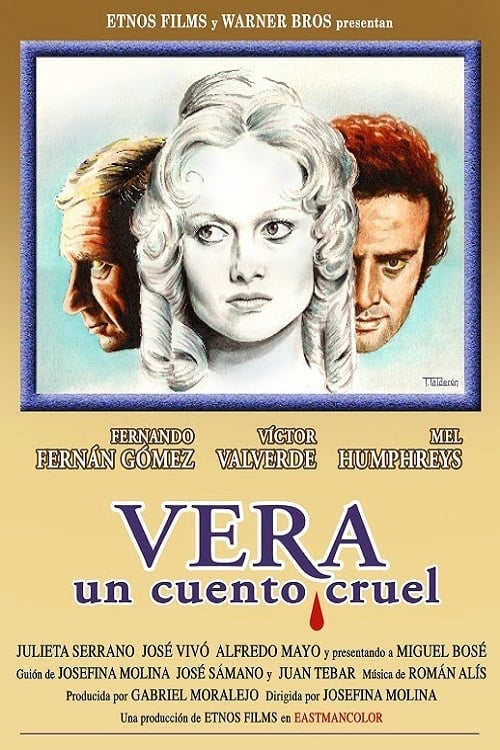 ETNOS FILMS y WARNER BROS presentan
T. Calderón
FERNANDO
FERNÁN GÓMEZ
VÍCTOR
VALVERDE
MEL
HUMPHREYS
VERA
un cuento cruel
JULIETA SERRANO JOSÉ VIVÓ ALFREDO MAYO y presentando a MIGUEL BOSÉ
Guión de JOSEFINA MOLINA JOSÉ SÁMANO y JUAN TEBAR Música de ROMÁN ALÍS
Producida por GABRIEL MORALEJO Dirigida por JOSEFINA MOLINA
Una producción de ETNOS FILMS en EASTMANCOLOR